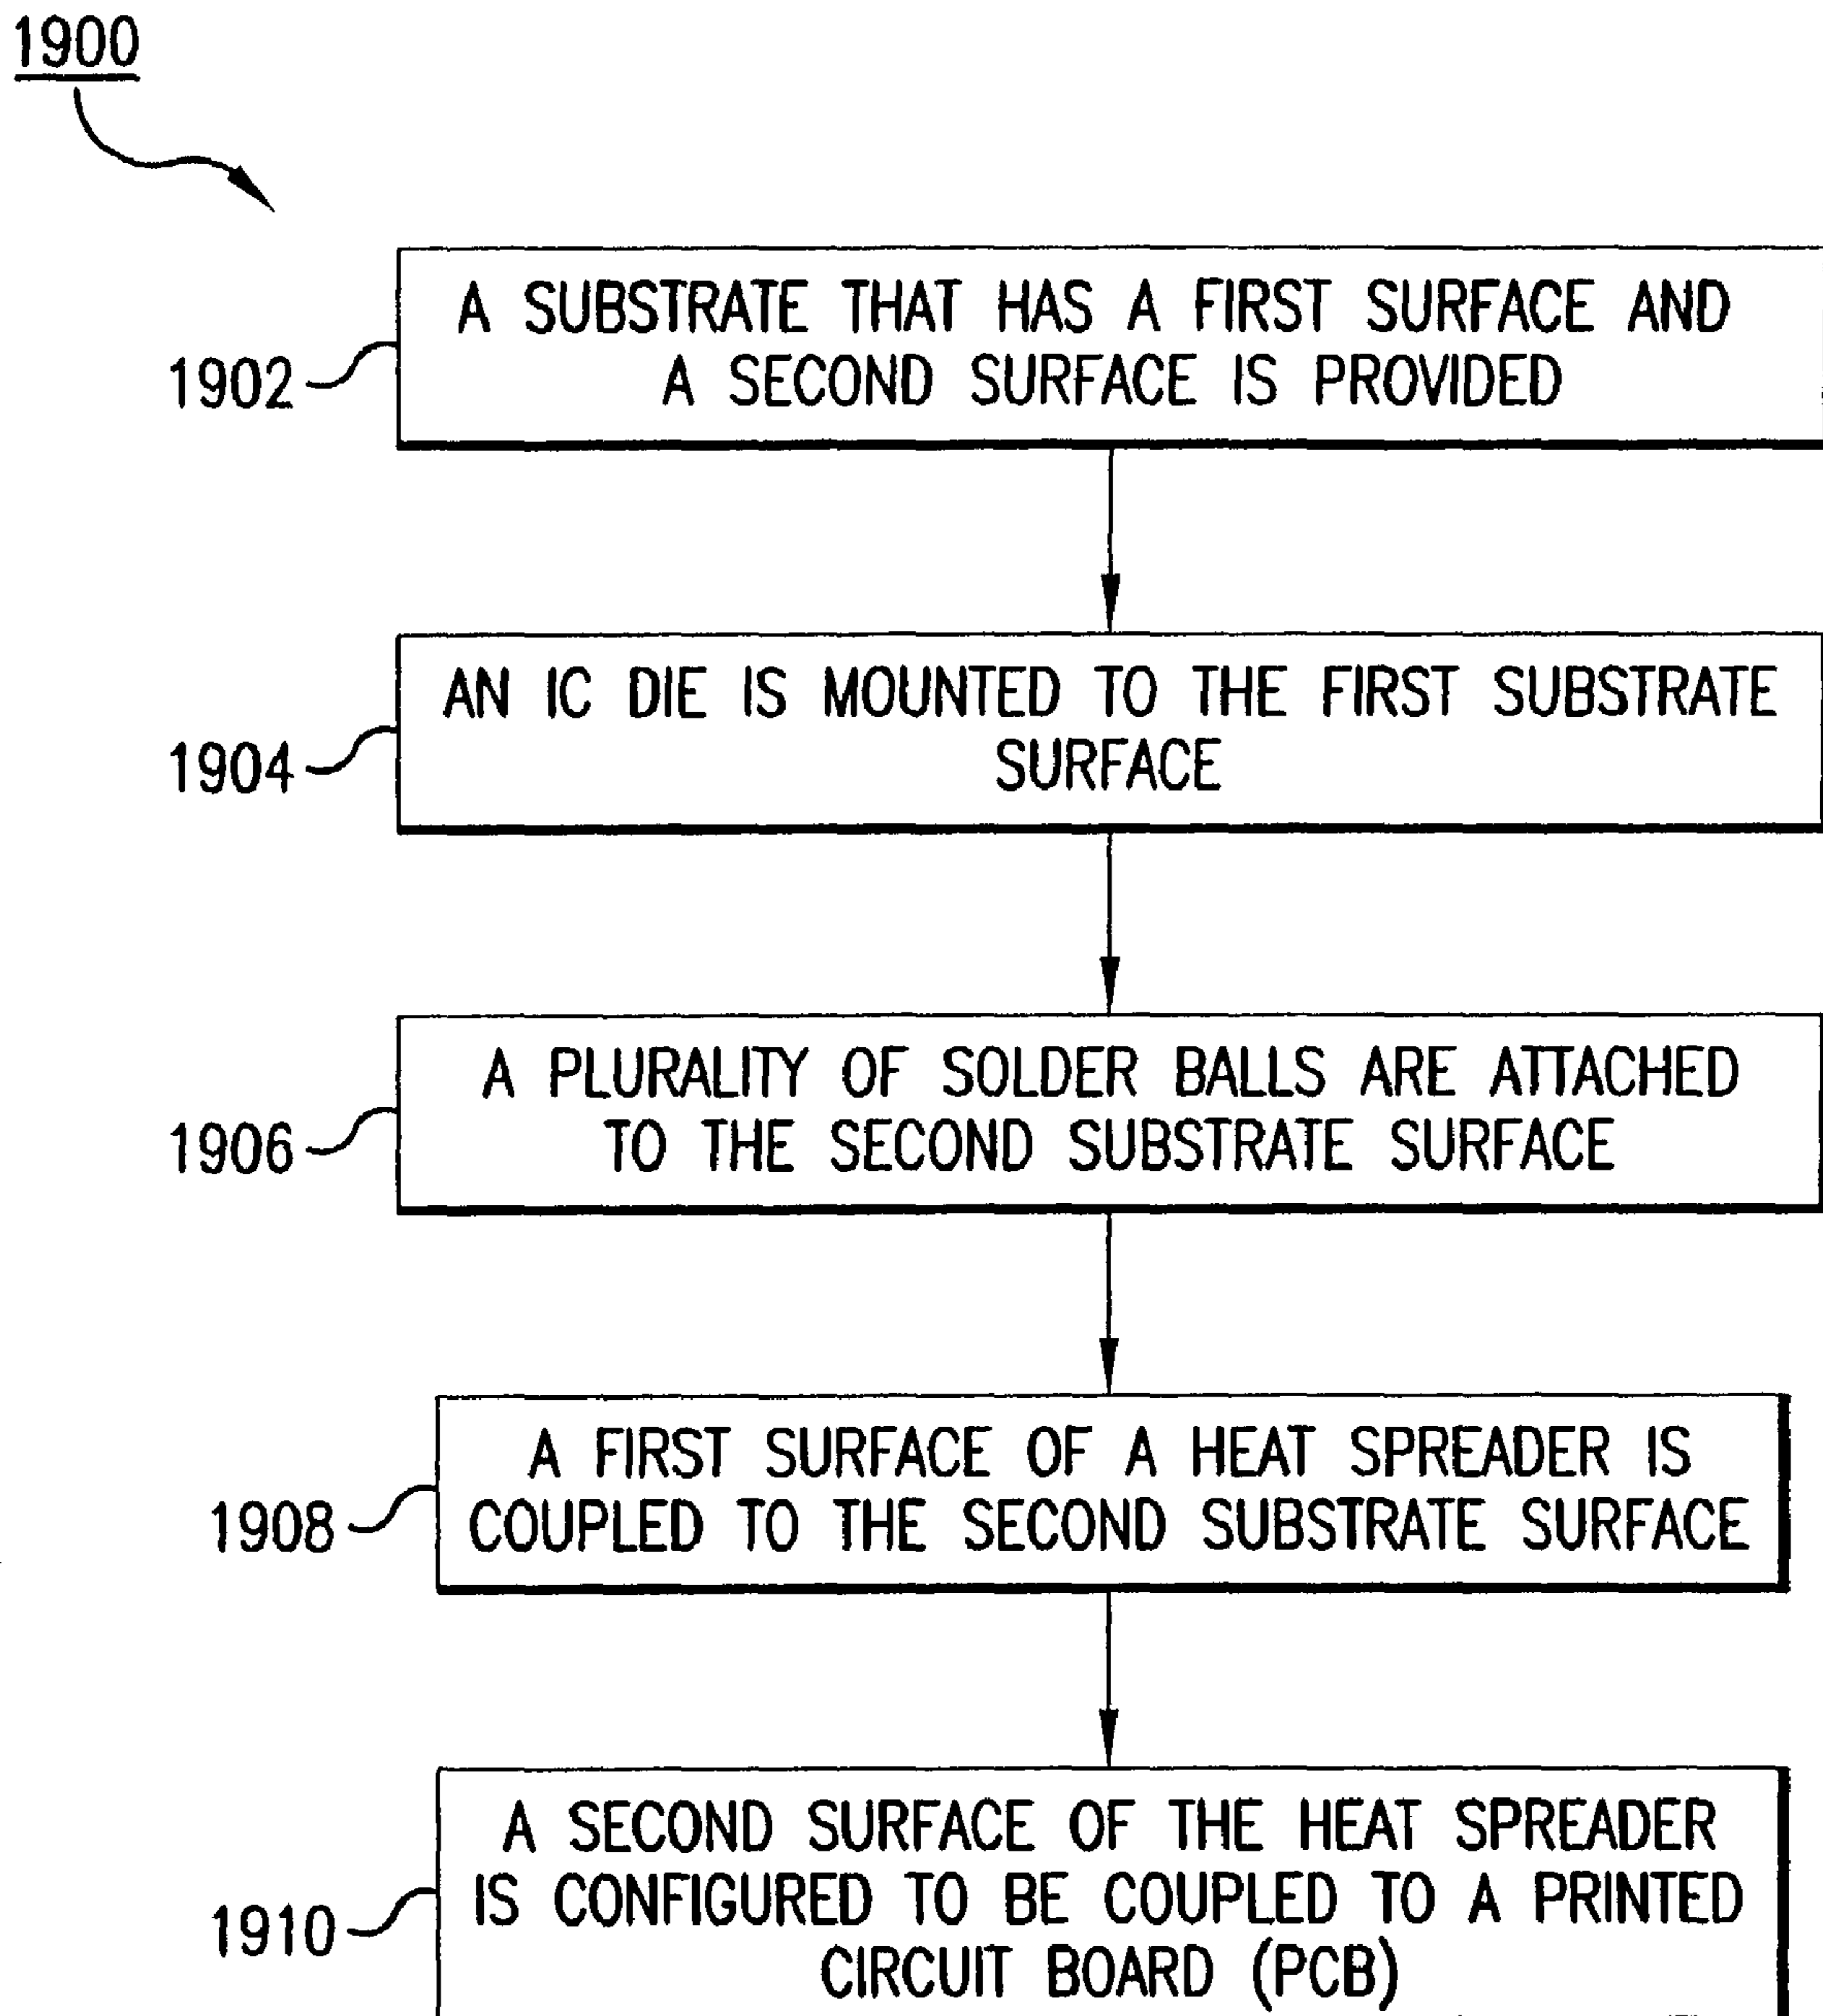 1900
A SUBSTRATE THAT HAS A FIRST SURFACE AND
A SECOND SURFACE IS PROVIDED
1902
AN IC DIE IS MOUNTED TO THE FIRST SUBSTRATE
SURFACE
1904
A PLURALITY OF SOLDER BALLS ARE ATTACHED
TO THE SECOND SUBSTRATE SURFACE
1906
A FIRST SURFACE OF A HEAT SPREADER IS
COUPLED TO THE SECOND SUBSTRATE SURFACE
1908
A SECOND SURFACE OF THE HEAT SPREADER
IS CONFIGURED TO BE COUPLED TO A PRINTED
CIRCUIT BOARD (PCB)
1910